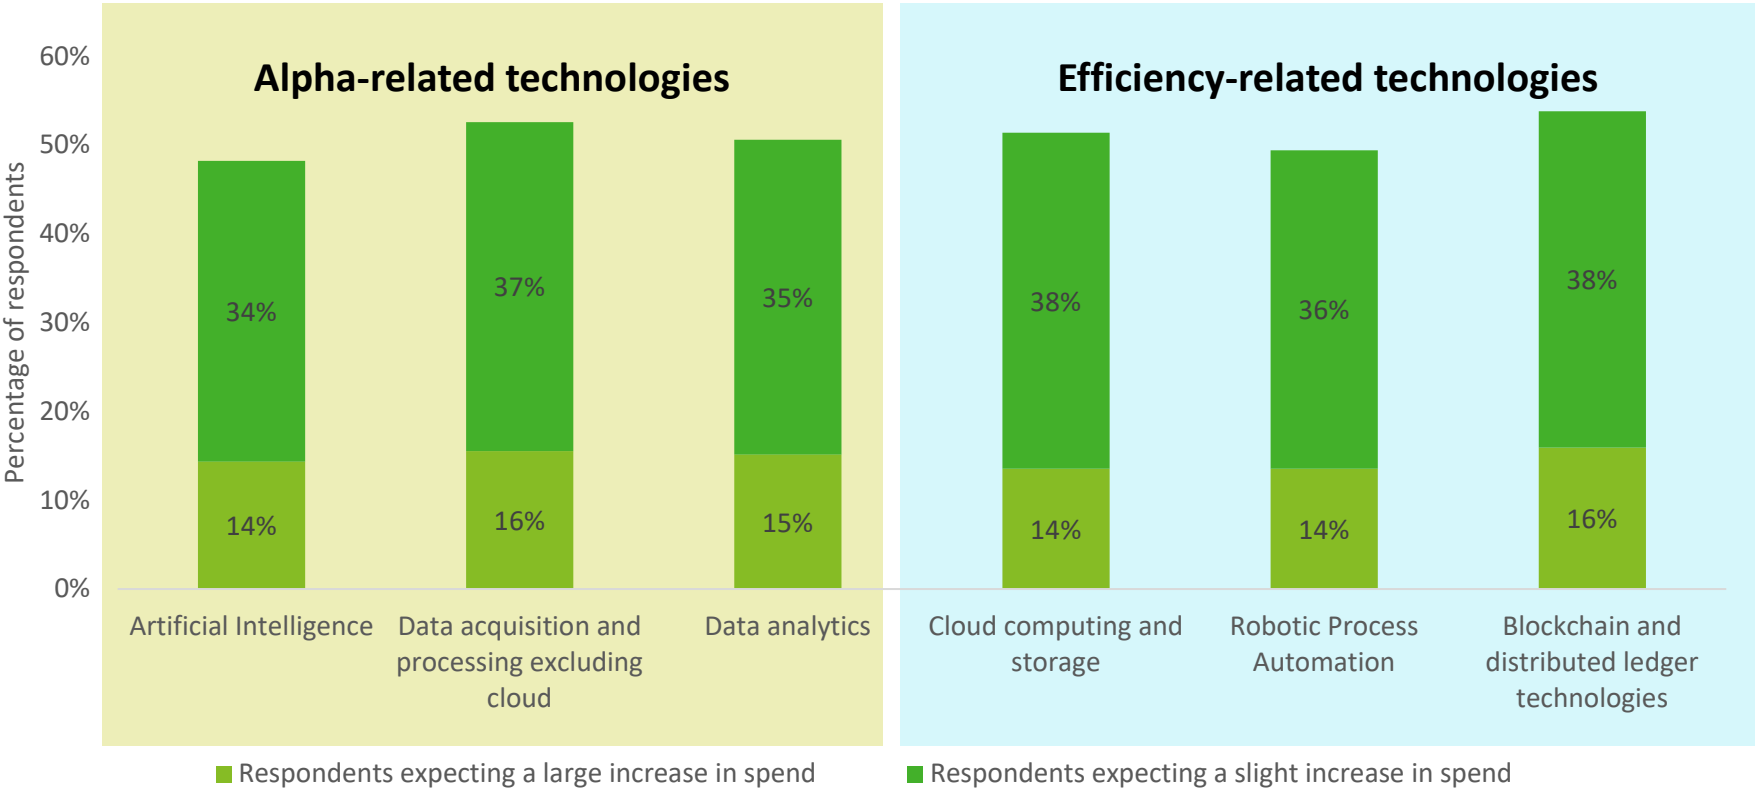 Alpha-related technologies
Efficiency-related technologies
Percentage of respondents
60%
50%
40%
30%
20%
10%
0%
34%
37%
35%
38%
36%
38%
14%
16%
15%
14%
14%
16%
Artificial Intelligence
Data acquisition and
processing excluding
cloud
Data analytics
Cloud computing and
storage
Robotic Process
Automation
Blockchain and
distributed ledger
technologies
Respondents expecting a large increase in spend
Respondents expecting a slight increase in spend